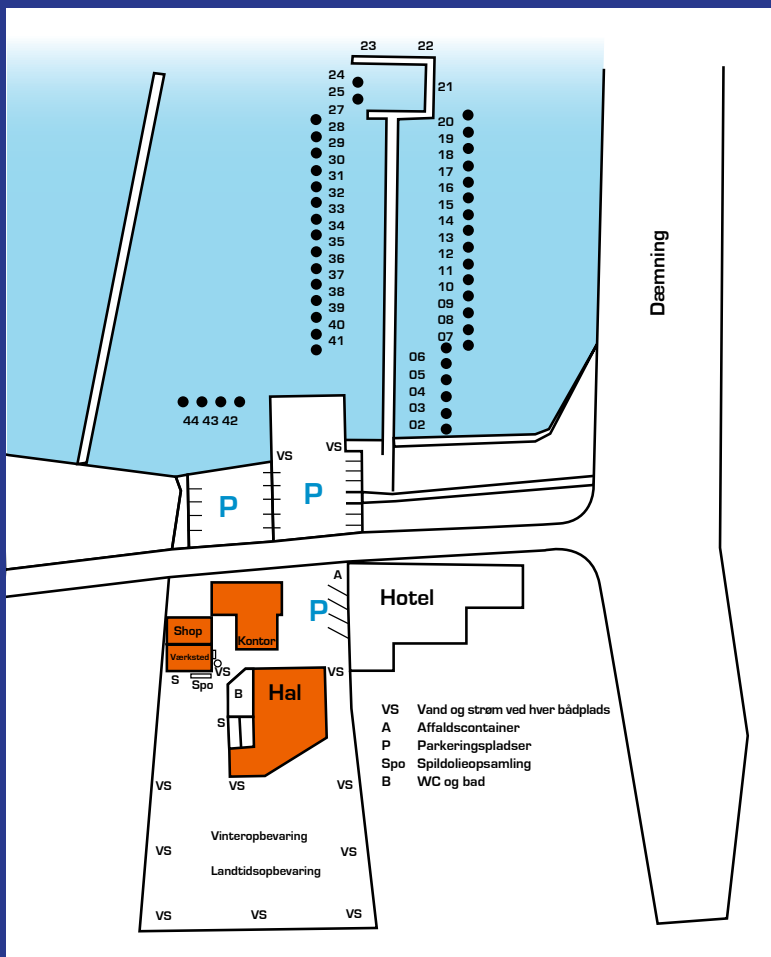 23 22
24
25
21
27
20
28
19
29
18
30
17
31
16
32
15
33
14
34
13
35
12
36
11
37
10
38
09
39
08
40
07
41
06
05
04
03
02
44 43 42
Dæmning
VS
VS
P
P
A
P
Hotel
Shop
Kontor
Værksted
VS
VS
S
Spo
B
Hal
S
VS Vand og strøm ved hver bådplads
A Affaldscontainer
P Parkeringspladser
Spo Spildolieopsamling
B WC og bad
VS
VS
VS
Vinteropbevaring
VS
VS
Landtidsopbevaring
VS
VS
VS